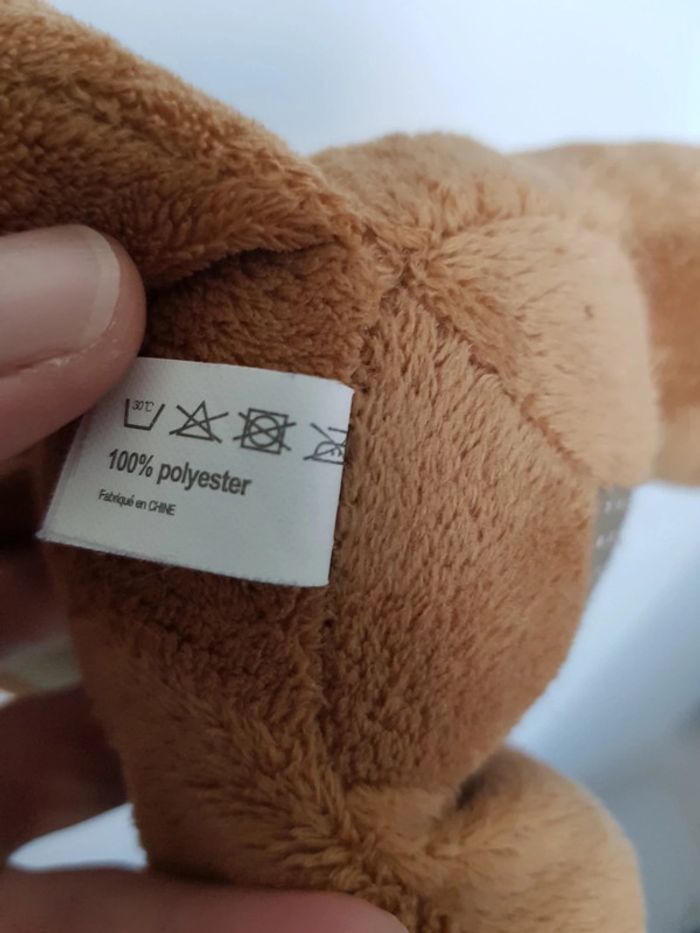 30℃
100% polyester
Fabriqué en CHINE